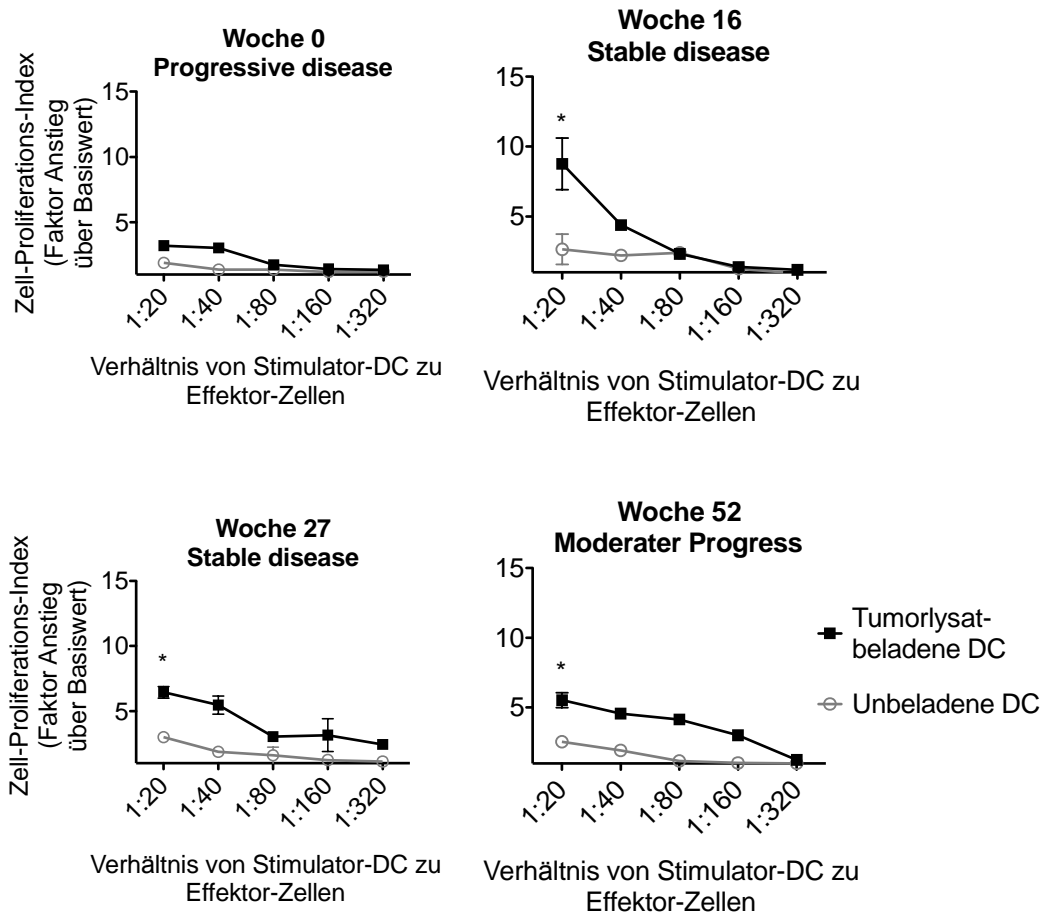 Woche 0
Progressive disease
Zell-Proliferations-Index
(Faktor Anstieg
über Basiswert)
15
10
5
1:20
1:40
1:80
1:160
1:320
Verhältnis von Stimulator-DC zu
Effektor-Zellen
Woche 16
Stable disease
15
10
5
*
1:20
1:40
1:80
1:160
1:320
Verhältnis von Stimulator-DC zu
Effektor-Zellen
Woche 27
Stable disease
Zell-Proliferations-Index
(Faktor Anstieg
über Basiswert)
15
10
5
*
1:20
1:40
1:80
1:160
1:320
Verhältnis von Stimulator-DC zu
Effektor-Zellen
Woche 52
Moderater Progress
15
10
5
*
1:20
1:40
1:80
1:160
1:320
Verhältnis von Stimulator-DC zu
Effektor-Zellen
Tumorlysat-
beladene DC
Unbeladene DC